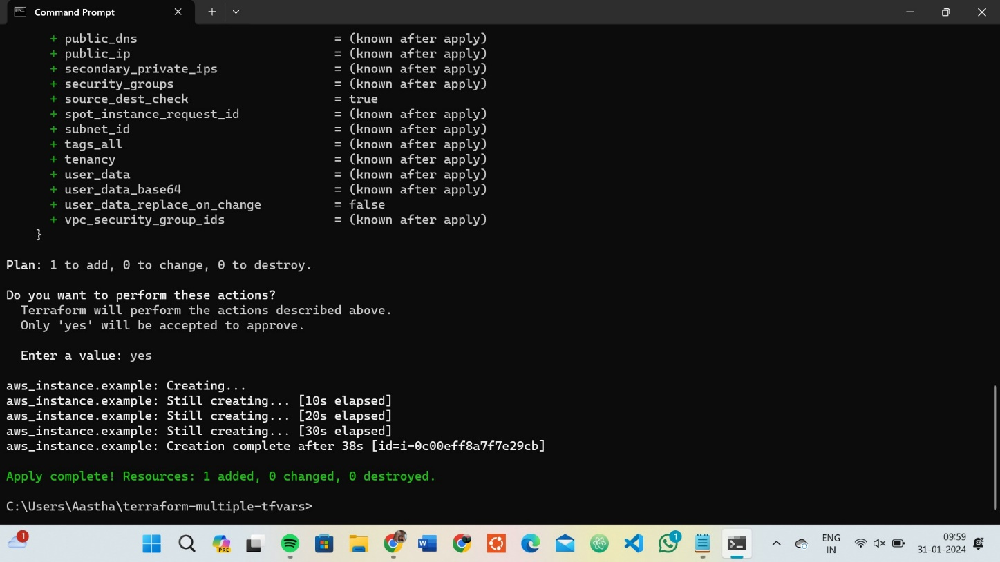 Command Prompt
+ public_dns = (known after apply)
+ public_ip = (known after apply)
+ secondary_private_ips = (known after apply)
+ security_groups = (known after apply)
+ source_dest_check = true
+ spot_instance_request_id = (known after apply)
+ subnet_id = (known after apply)
+ tags_all = (known after apply)
+ tenancy = (known after apply)
+ user_data = (known after apply)
+ user_data_base64 = (known after apply)
+ user_data_replace_on_change = false
+ vpc_security_group_ids = (known after apply)
}
Plan: 1 to add, 0 to change, 0 to destroy.
Do you want to perform these actions?
Terraform will perform the actions described above.
Only 'yes' will be accepted to approve.
Enter a value: yes
aws_instance.example: Creating...
aws_instance.example: Still creating... [10s elapsed]
aws_instance.example: Still creating... [20s elapsed]
aws_instance.example: Still creating... [30s elapsed]
aws_instance.example: Creation complete after 38s [id=i-0c00eff8a7f7e29cb]
Apply complete! Resources: 1 added, 0 changed, 0 destroyed.
C:\Users\Aastha\terraform-multiple-tfvars>
1
PRE
W
1
ENG
IN
09:59
31-01-2024